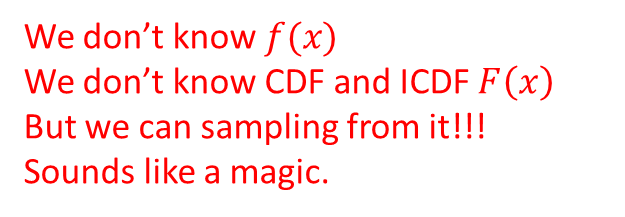 We don’t know f(x)
We don’t know CDF and ICDF F(x)
But we can sampling from it!!!
Sounds like a magic.